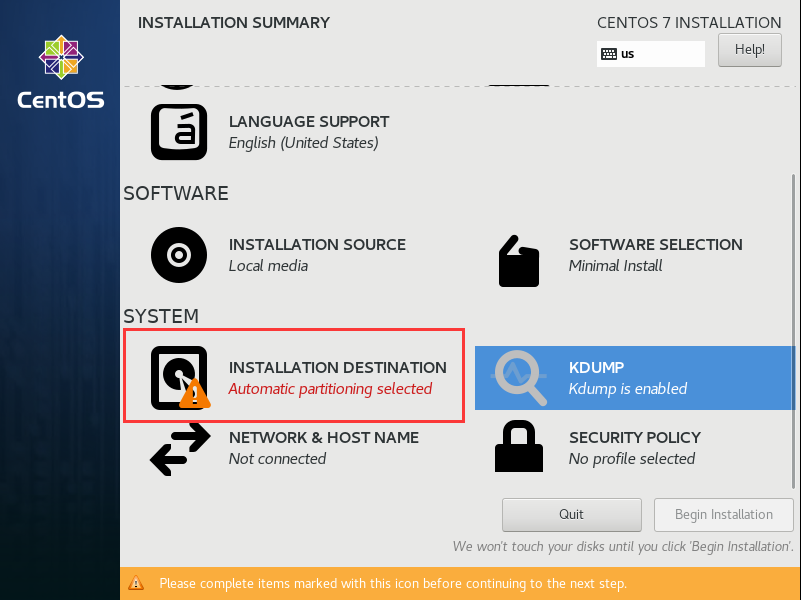 INSTALLATION SUMMARY
CENTOS 7 INSTALLATION
us
Help!
CentOS
LANGUAGE SUPPORT
English (United States)
SOFTWARE
INSTALLATION SOURCE
Local media
SOFTWARE SELECTION
Minimal Install
SYSTEM
INSTALLATION DESTINATION
Automatic partitioning selected
KDUMP
Kdump is enabled
NETWORK & HOST NAME
Not connected
SECURITY POLICY
No profile selected
Quit
Begin Installation
We won't touch your disks until you click 'Begin Installation'.
Please complete items marked with this icon before continuing to the next step.